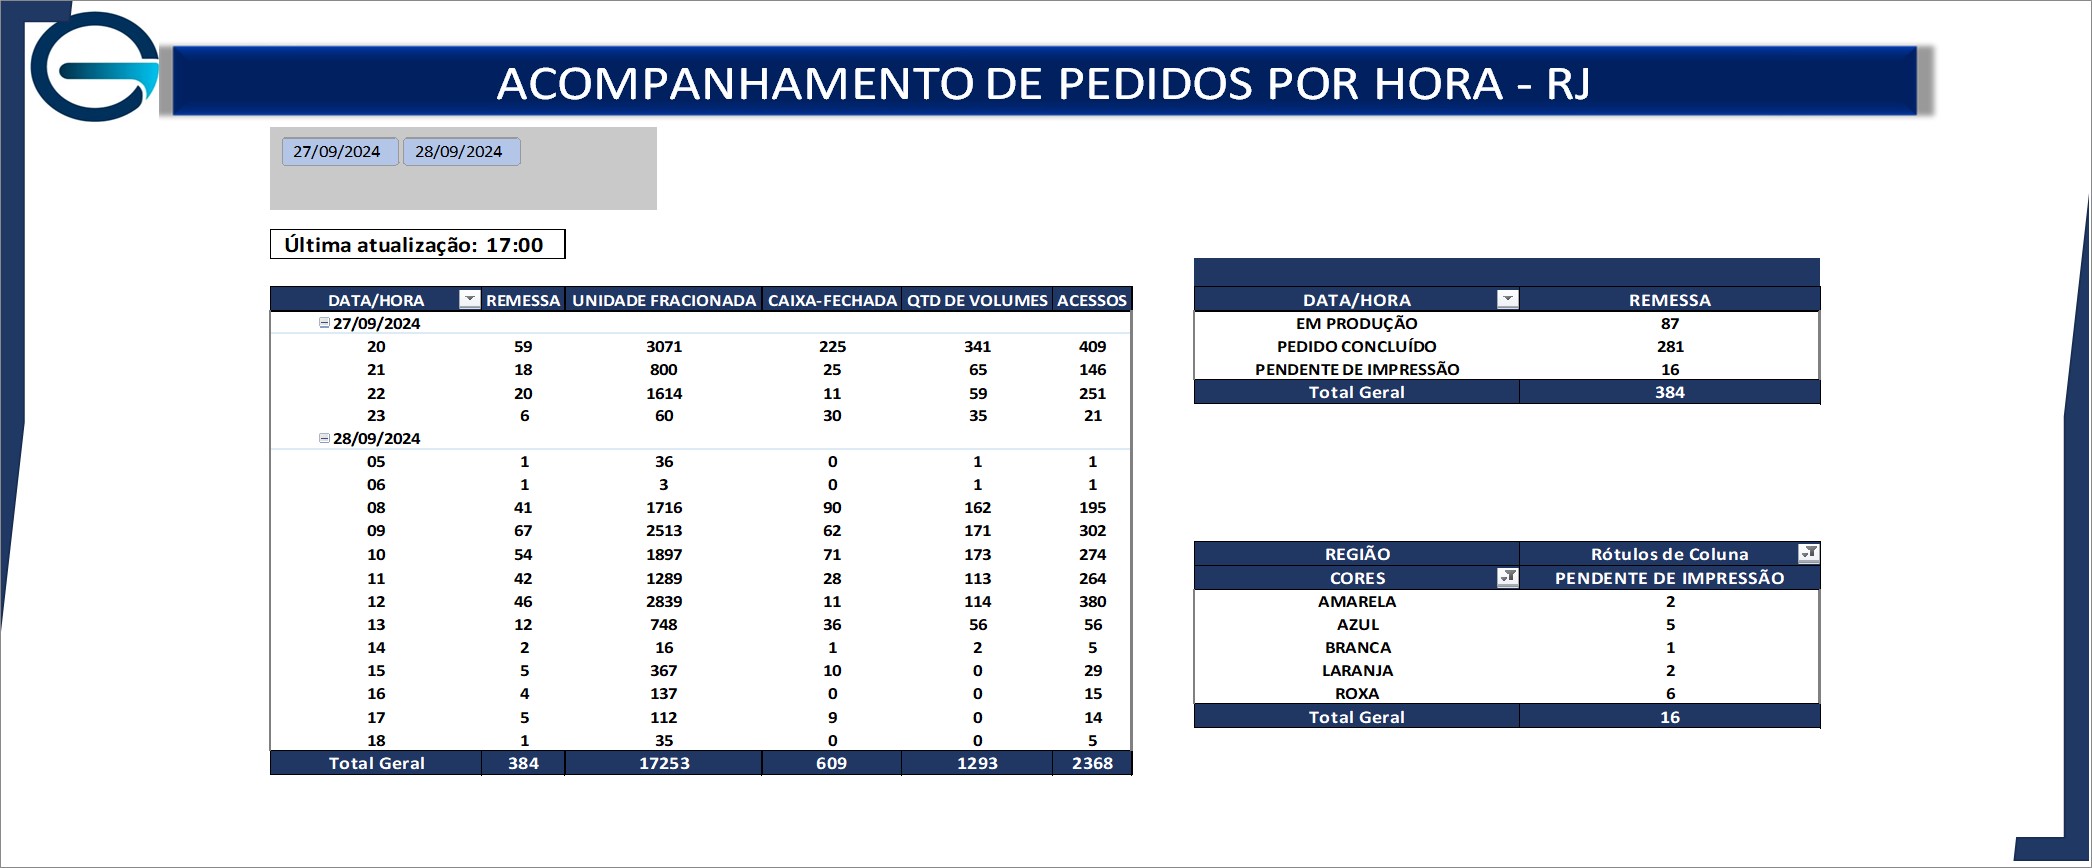 ACOMPANHAMENTO DE PEDIDOS POR HORA - RJ
27/09/2024 28/09/2024
Última atualização: 17:00
DATA/HORA REMESSA UNIDADE FRACIONADA CAIXA-FECHADA QTD DE VOLUMES ACESSOS
27/09/2024
20 59 3071 225 341 409
21 18 800 25 65 146
22 20 1614 11 59 251
23 6 60 30 35 21
28/09/2024
05 1 36 0 1 1
06 1 3 0 1 1
08 41 1716 90 162 195
09 67 2513 62 171 302
10 54 1897 71 173 274
11 42 1289 28 113 264
12 46 2839 11 114 380
13 12 748 36 56 56
14 2 16 1 2 5
15 5 367 10 0 29
16 4 137 0 0 15
17 5 112 9 0 14
18 1 35 0 0 5
Total Geral 384 17253 609 1293 2368
DATA/HORA REMESSA
EM PRODUÇÃO 87
PEDIDO CONCLUÍDO 281
PENDENTE DE IMPRESSÃO 16
Total Geral 384
REGIÃO Rótulos de Coluna
CORES PENDENTE DE IMPRESSÃO
AMARELA 2
AZUL 5
BRANCA 1
LARANJA 2
ROXA 6
Total Geral 16